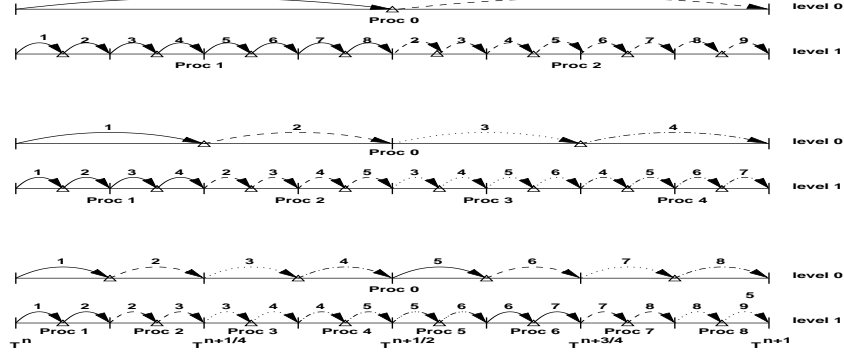 level 0
Proc 0
1 2 3 4 5 6 7 8 2 3 4 5 6 7 8 9
level 1
Proc 1 Proc 2
1 2 3 4
level 0
Proc 0
1 2 3 4 2 3 4 5 3 4 5 6 4 5 6 7
level 1
Proc 1 Proc 2 Proc 3 Proc 4
1 2 3 4 5 6 7 8
level 0
Proc 0
5
1 2 2 3 3 4 4 5 5 6 6 7 7 8 8 9
level 1
Proc 1 Proc 2 Proc 3 Proc 4 Proc 5 Proc 6 Proc 7 Proc 8
T^n T^n+1/4 T^n+1/2 T^n+3/4 T^n+1